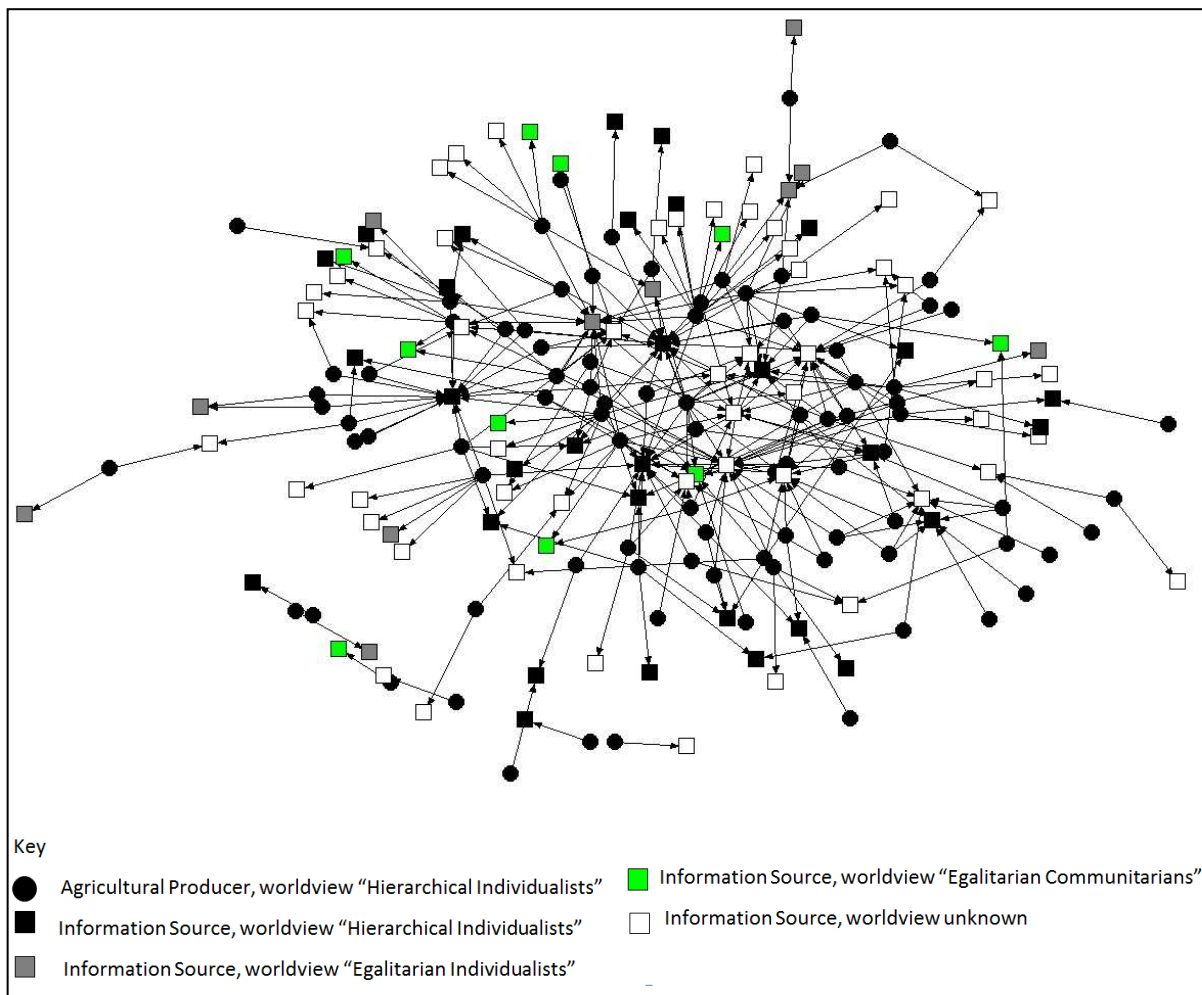 Key
Agricultural Producer, worldview “Hierarchical Individualists”
Information Source, worldview “Hierarchical Individualists”
Information Source, worldview “Egalitarian Individualists”
Information Source, worldview “Egalitarian Communitarians”
Information Source, worldview unknown